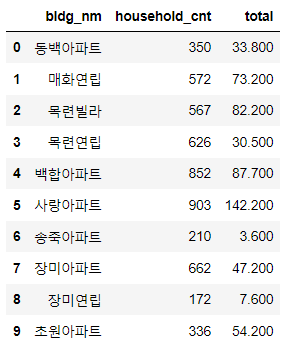 bldg_nm household_cnt total
0 동백아파트 350 33.800
1 매화연립 572 73.200
2 목련빌라 567 82.200
3 목련연립 626 30.500
4 백합아파트 852 87.700
5 사랑아파트 903 142.200
6 송죽아파트 210 3.600
7 장미아파트 662 47.200
8 장미연립 172 7.600
9 초원아파트 336 54.200